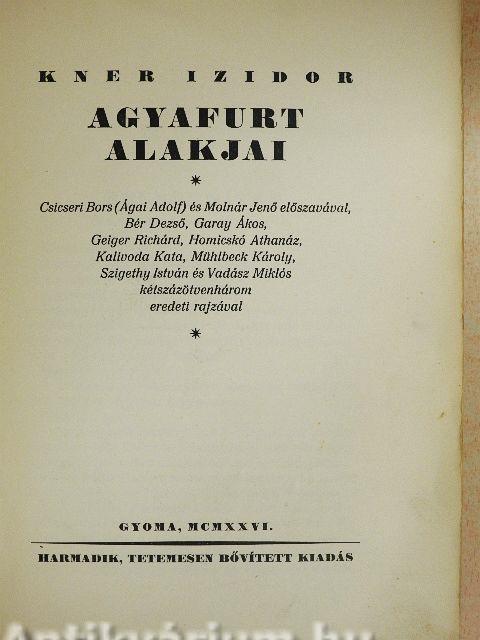 KNER IZIDOR
AGYAFURT
ALAKJAI
*
Csicseri Bors (Ágai Adolf) és Molnár Jenő előszavával,
Bér Dezső, Garay Ákos,
Geiger Richárd, Homicskó Athanáz,
Kalivoda Kata, Mühlbeck Károly,
Szigethy István és Vadász Miklós
kétszázötvenhárom
eredeti rajzával
*
GYOMA, MCMXXVI.
HARMADIK, TETEMESEN BŐVÍTETT KIADÁS
Antikvárium.hu